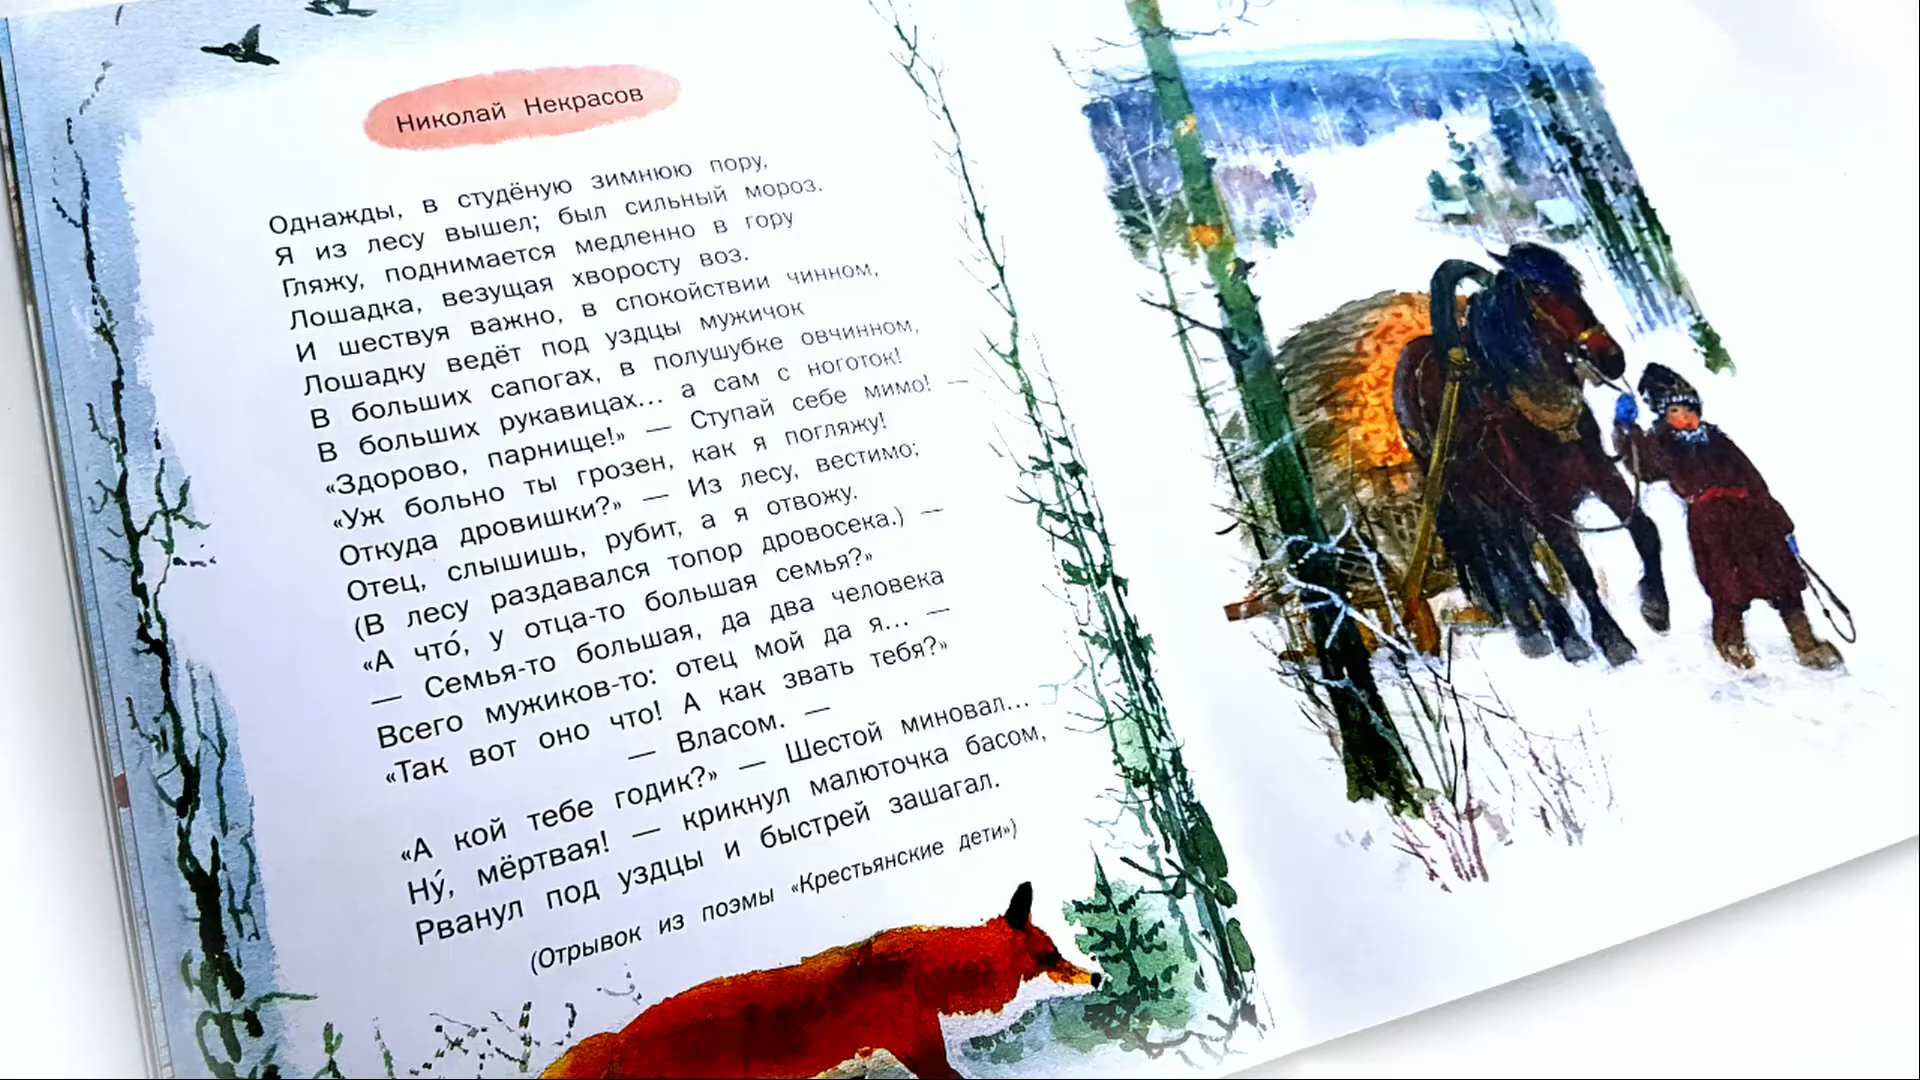 Николай Некрасов
Однажды, в студёную зимнюю пору,
Я из лесу вышел; был сильный мороз.
Гляжу, поднимается медленно в гору
Лошадка, везущая хворосту воз.
И шествуя важно, в спокойствии чинном,
Лошадку ведёт под уздцы мужичок
В больших сапогах, в полушубке овчинном,
В больших рукавицах... а сам с ноготок!
«Здорово, парнище!» — Ступай себе мимо! —
«Уж больно ты грозен, как я погляжу!
Откуда дровишки?» — Из лесу, вестимо;
Отец, слышишь, рубит, а я отвожу.
(В лесу раздавался топор дровосека.) —
«А что́, у отца-то большая семья?»
— Семья-то большая, да два человека
Всего мужиков-то: отец мой да я... —
«Так вот оно что! А как звать тебя?»
— Власом. —
«А кой тебе годик?» — Шестой миновал...
Ну́, мёртвая! — крикнул малюточка басом,
Рванул под уздцы и быстрей зашагал.
(Отрывок из поэмы «Крестьянские дети»)